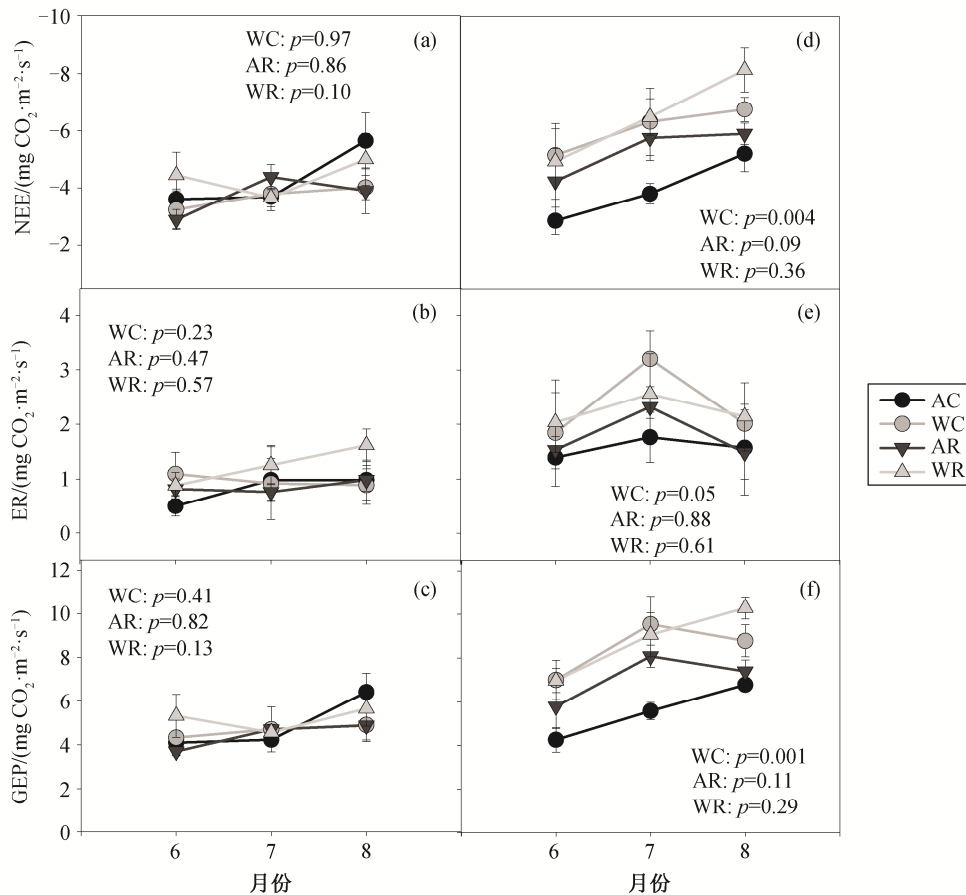 NEE/(mg CO₂·m⁻²·s⁻¹)
−10
−8
−6
−4
−2
WC: p=0.97
AR: p=0.86
WR: p=0.10
(a)
(d)
WC: p=0.004
AR: p=0.09
WR: p=0.36
ER/(mg CO₂·m⁻²·s⁻¹)
4
3
2
1
0
WC: p=0.23
AR: p=0.47
WR: p=0.57
(b)
(e)
WC: p=0.05
AR: p=0.88
WR: p=0.61
AC
WC
AR
WR
GEP/(mg CO₂·m⁻²·s⁻¹)
12
10
8
6
4
2
0
WC: p=0.41
AR: p=0.82
WR: p=0.13
(c)
(f)
WC: p=0.001
AR: p=0.11
WR: p=0.29
6 7 8
月份
6 7 8
月份